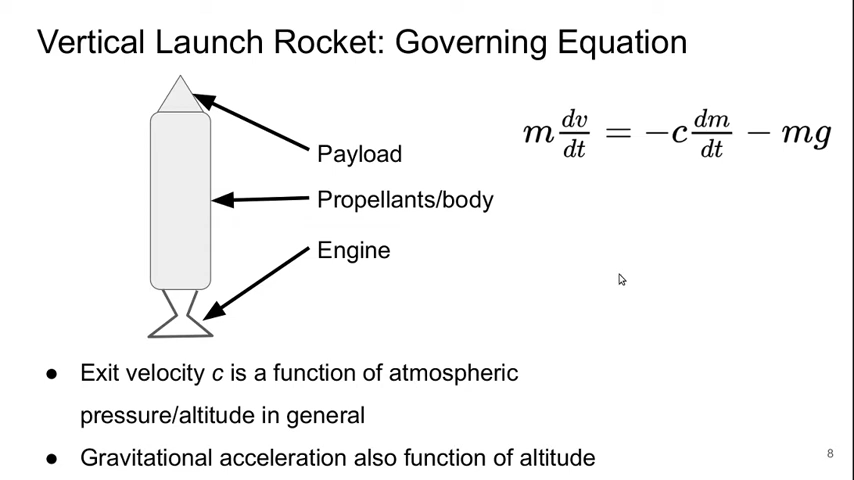 Vertical Launch Rocket: Governing Equation
Payload
Propellants/body
Engine
m dv/dt = −c dm/dt − mg
● Exit velocity c is a function of atmospheric
pressure/altitude in general
● Gravitational acceleration also function of altitude
8